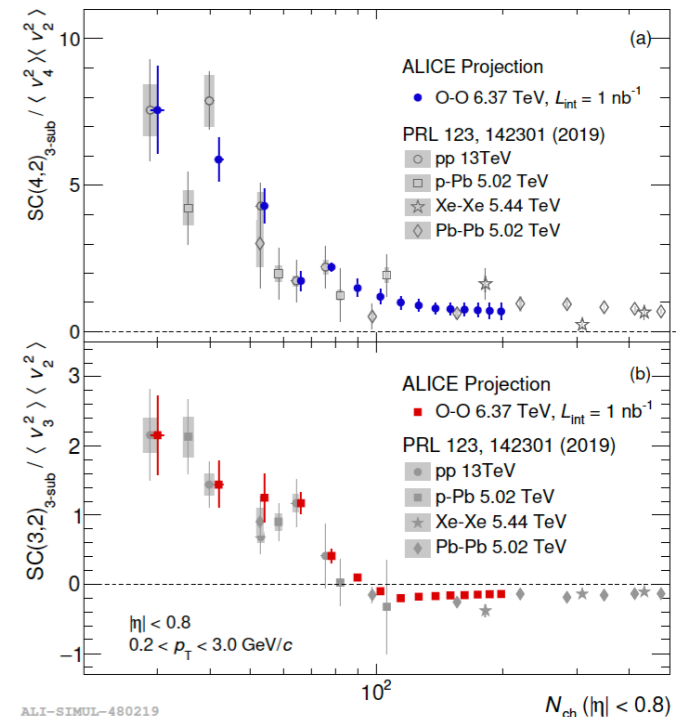 (a)
SC(4,2)3-sub / ⟨ v₄² ⟩⟨ v₂² ⟩
10
5
0
ALICE Projection
O-O 6.37 TeV, Lint = 1 nb⁻¹
PRL 123, 142301 (2019)
pp 13TeV
p-Pb 5.02 TeV
Xe-Xe 5.44 TeV
Pb-Pb 5.02 TeV
(b)
SC(3,2)3-sub / ⟨ v₃² ⟩ ⟨ v₂² ⟩
3
2
1
0
−1
ALICE Projection
O-O 6.37 TeV, Lint = 1 nb⁻¹
PRL 123, 142301 (2019)
pp 13TeV
p-Pb 5.02 TeV
Xe-Xe 5.44 TeV
Pb-Pb 5.02 TeV
|η| < 0.8
0.2 < pT < 3.0 GeV/c
10²
Nch (|η| < 0.8)
ALI-SIMUL-480219